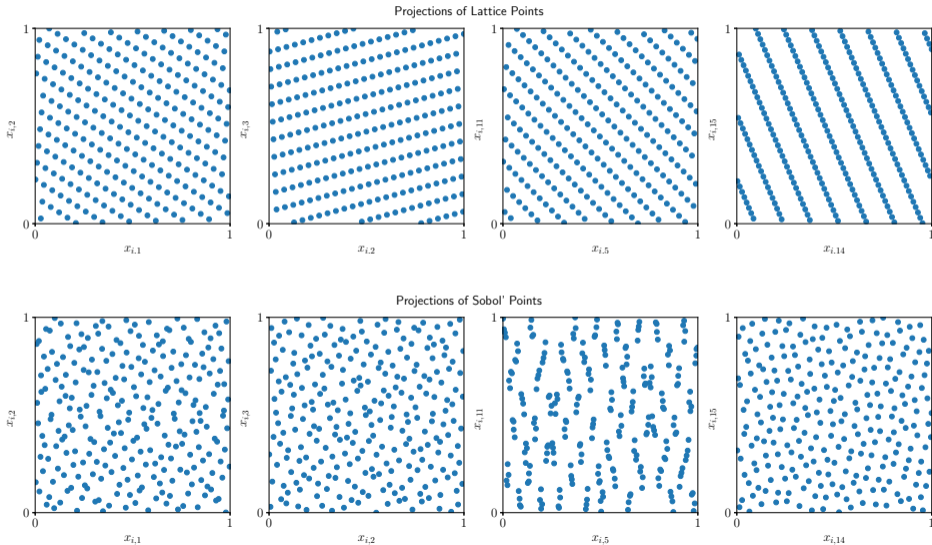 Projections of Lattice Points
1 1 1 1
x_{i,2} x_{i,3} x_{i,11} x_{i,15}
0 0 0 0
0 1 0 1 0 1 0 1
x_{i,1} x_{i,2} x_{i,5} x_{i,14}
Projections of Sobol' Points
1 1 1 1
x_{i,2} x_{i,3} x_{i,11} x_{i,15}
0 0 0 0
0 1 0 1 0 1 0 1
x_{i,1} x_{i,2} x_{i,5} x_{i,14}